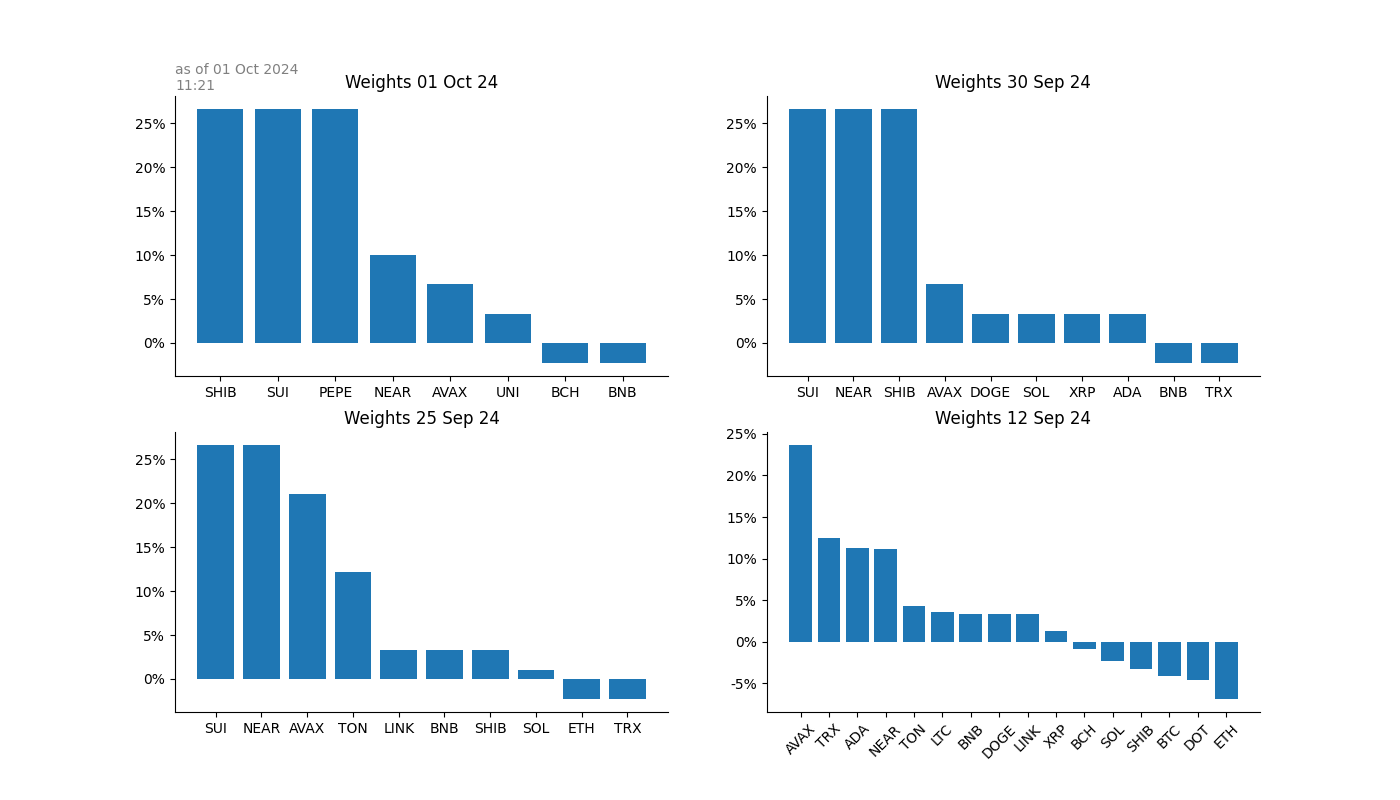 as of 01 Oct 2024
11:21
Weights 01 Oct 24
25%
20%
15%
10%
5%
0%
SHIB SUI PEPE NEAR AVAX UNI BCH BNB
Weights 30 Sep 24
25%
20%
15%
10%
5%
0%
SUI NEAR SHIB AVAX DOGE SOL XRP ADA BNB TRX
Weights 25 Sep 24
25%
20%
15%
10%
5%
0%
SUI NEAR AVAX TON LINK BNB SHIB SOL ETH TRX
Weights 12 Sep 24
25%
20%
15%
10%
5%
0%
-5%
AVAX TRX ADA NEAR TON LTC BNB DOGE LINK XRP BCH SOL SHIB BTC DOT ETH